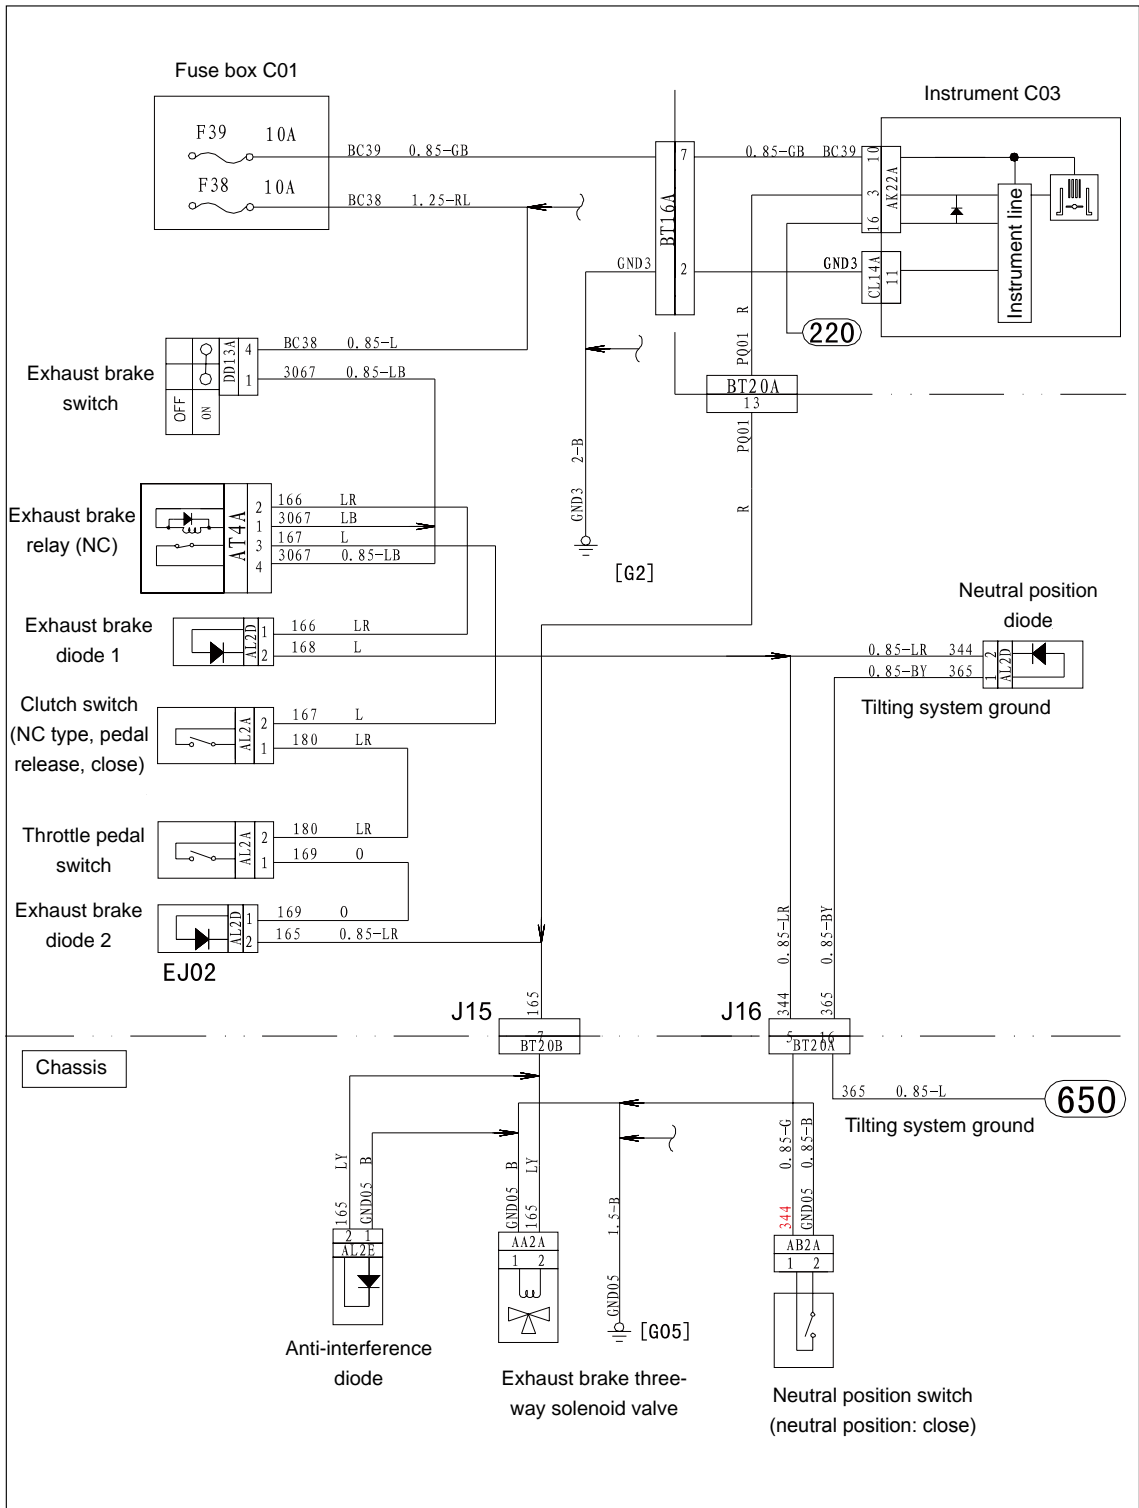 Fuse box C01
Instrument C03
F39 10A
BC39 0.85-GB
F38 10A
BC38 1.25-RL
BT16A
7
2
0.85-GB BC39
10
3
16
AK22A
GND3
GND3
CL14A
11
Instrument line
220
PQ01 R
BT20A
13
PQ01
R
Exhaust brake
switch
OFF
ON
DD13A
4
1
BC38 0.85-L
3067 0.85-LB
GND3 2-B
[G2]
Exhaust brake
relay (NC)
AT4A
2
1
3
4
166 LR
3067 LB
167 L
3067 0.85-LB
Exhaust brake
diode 1
AL2D
1
2
166 LR
168 L
Neutral position
diode
0.85-LR 344
0.85-BY 365
2
1
AL2D
Tilting system ground
Clutch switch
(NC type, pedal
release, close)
AL2A
2
1
167 L
180 LR
Throttle pedal
switch
AL2A
2
1
180 LR
169 O
Exhaust brake
diode 2
AL2D
1
2
169 O
165 0.85-LR
EJ02
J15
165
7
BT20B
J16
344 0.85-LR
365 0.85-BY
5 16
BT20A
Chassis
365 0.85-L
650
Tilting system ground
165 LY
GND05 B
2 1
AL2E
Anti-interference
diode
GND05 B
165 LY
AA2A
1 2
Exhaust brake three-
way solenoid valve
GND05 1.5-B
[G05]
344 0.85-G
GND05 0.85-B
AB2A
1 2
Neutral position switch
(neutral position: close)